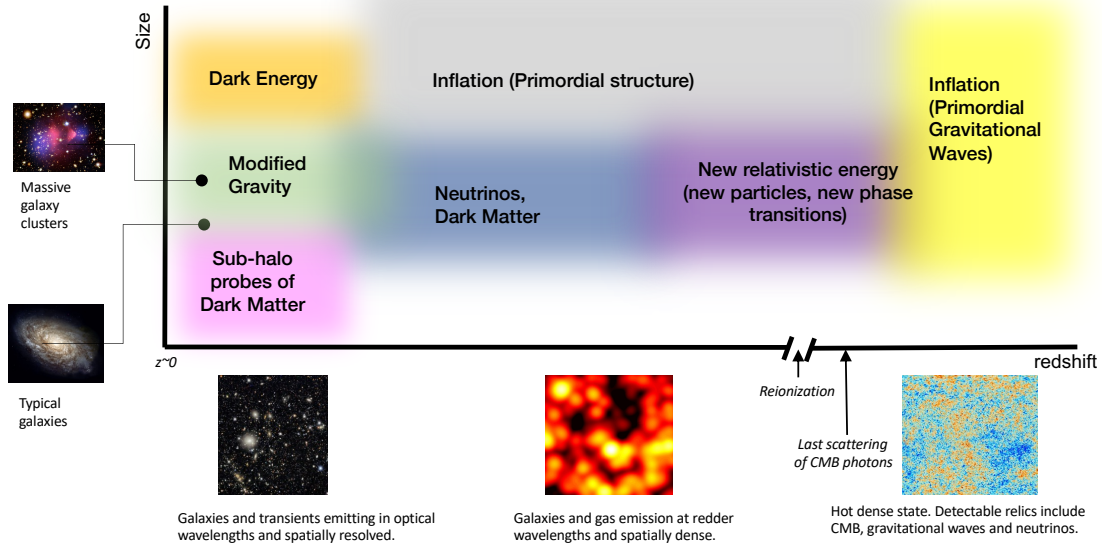 Size
Dark Energy
Inflation (Primordial structure)
Inflation
(Primordial
Gravitational
Waves)
Modified
Gravity
Neutrinos,
Dark Matter
New relativistic energy
(new particles, new phase
transitions)
Sub-halo
probes of
Dark Matter
Massive
galaxy
clusters
Typical
galaxies
z~0
redshift
Reionization
Last scattering
of CMB photons
Galaxies and transients emitting in optical
wavelengths and spatially resolved.
Galaxies and gas emission at redder
wavelengths and spatially dense.
Hot dense state. Detectable relics include
CMB, gravitational waves and neutrinos.